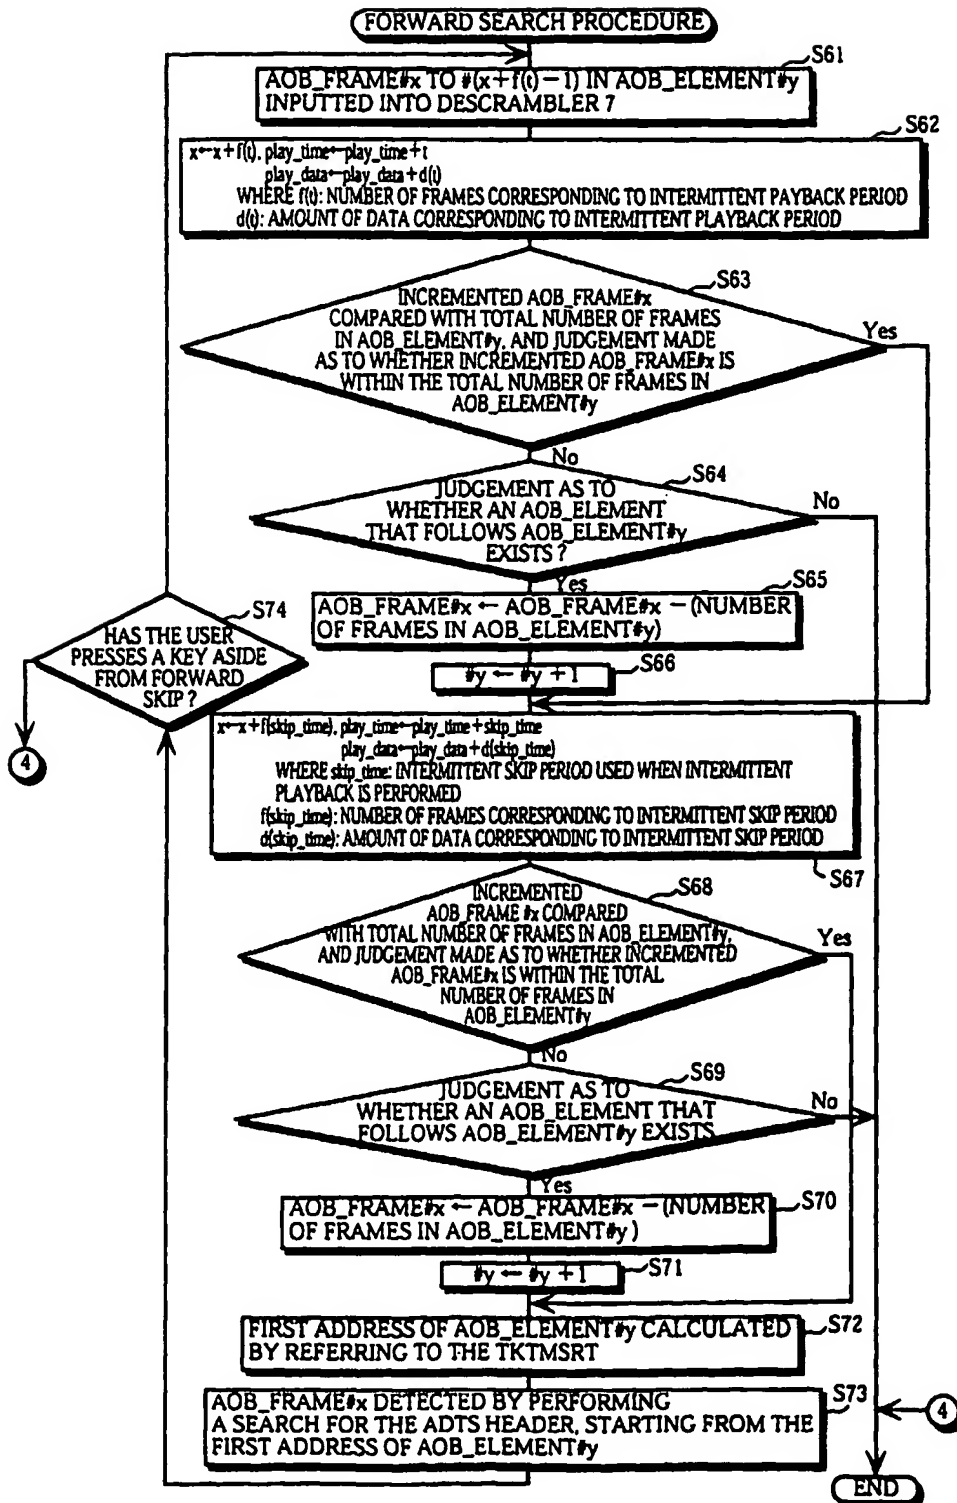 FORWARD SEARCH PROCEDURE
S61
AOB_FRAME#x TO #(x+f(t)−1) IN AOB_ELEMENT#y
INPUTTED INTO DESCRAMBLER 7
S62
x←x+f(t), play_time←play_time+t
play_data←play_data+d(t)
WHERE f(t): NUMBER OF FRAMES CORRESPONDING TO INTERMITTENT PAYBACK PERIOD
d(t): AMOUNT OF DATA CORRESPONDING TO INTERMITTENT PLAYBACK PERIOD
S63
INCREMENTED AOB_FRAME#x
COMPARED WITH TOTAL NUMBER OF FRAMES
IN AOB_ELEMENT#y, AND JUDGEMENT MADE
AS TO WHETHER INCREMENTED AOB_FRAME#x IS
WITHIN THE TOTAL NUMBER OF FRAMES IN
AOB_ELEMENT#y
Yes
No
S64
JUDGEMENT AS TO
WHETHER AN AOB_ELEMENT
THAT FOLLOWS AOB_ELEMENT#y
EXISTS ?
No
Yes
S65
AOB_FRAME#x ← AOB_FRAME#x − (NUMBER
OF FRAMES IN AOB_ELEMENT#y)
S66
#y ← #y + 1
S74
HAS THE USER
PRESSES A KEY ASIDE
FROM FORWARD
SKIP ?
4
x←x+f(skip_time), play_time←play_time+skip_time
play_data←play_data+d(skip_time)
WHERE skip_time: INTERMITTENT SKIP PERIOD USED WHEN INTERMITTENT
PLAYBACK IS PERFORMED
f(skip_time): NUMBER OF FRAMES CORRESPONDING TO INTERMITTENT SKIP PERIOD
d(skip_time): AMOUNT OF DATA CORRESPONDING TO INTERMITTENT SKIP PERIOD
S67
S68
INCREMENTED
AOB_FRAME #x COMPARED
WITH TOTAL NUMBER OF FRAMES IN AOB_ELEMENT#y,
AND JUDGEMENT MADE AS TO WHETHER INCREMENTED
AOB_FRAME#x IS WITHIN THE TOTAL
NUMBER OF FRAMES IN
AOB_ELEMENT#y
Yes
No
S69
JUDGEMENT AS TO
WHETHER AN AOB_ELEMENT THAT
FOLLOWS AOB_ELEMENT#y EXISTS
No
Yes
S70
AOB_FRAME#x ← AOB_FRAME#x − (NUMBER
OF FRAMES IN AOB_ELEMENT#y )
S71
#y ← #y + 1
S72
FIRST ADDRESS OF AOB_ELEMENT#y CALCULATED
BY REFERRING TO THE TKTMSRT
S73
AOB_FRAME#x DETECTED BY PERFORMING
A SEARCH FOR THE ADTS HEADER, STARTING FROM THE
FIRST ADDRESS OF AOB_ELEMENT#y
4
END